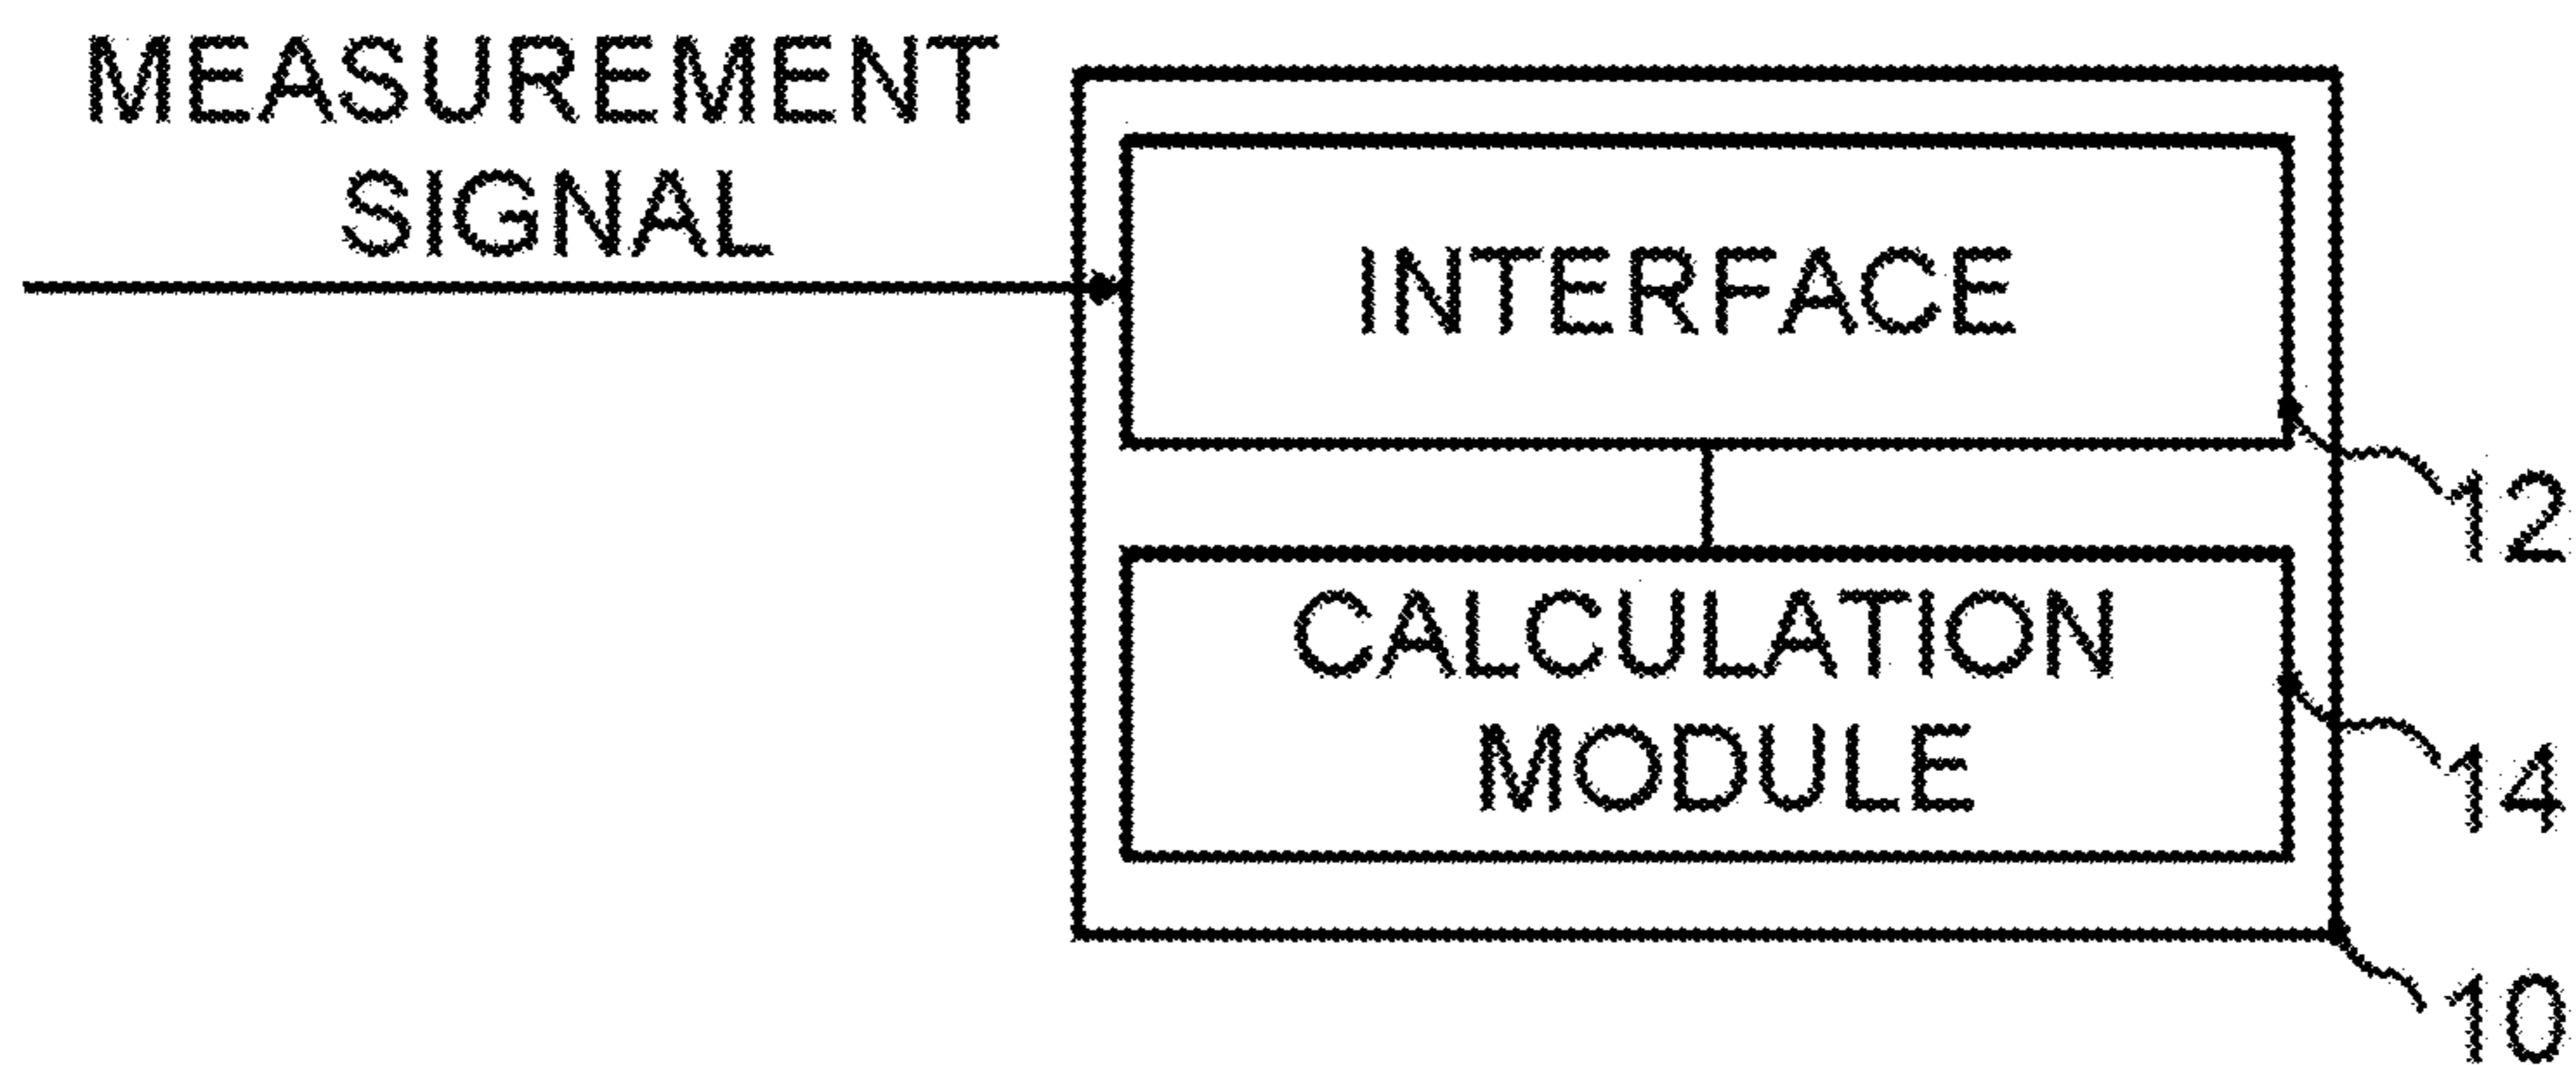 MEASUREMENT
SIGNAL
INTERFACE
12
CALCULATION
MODULE
14
10